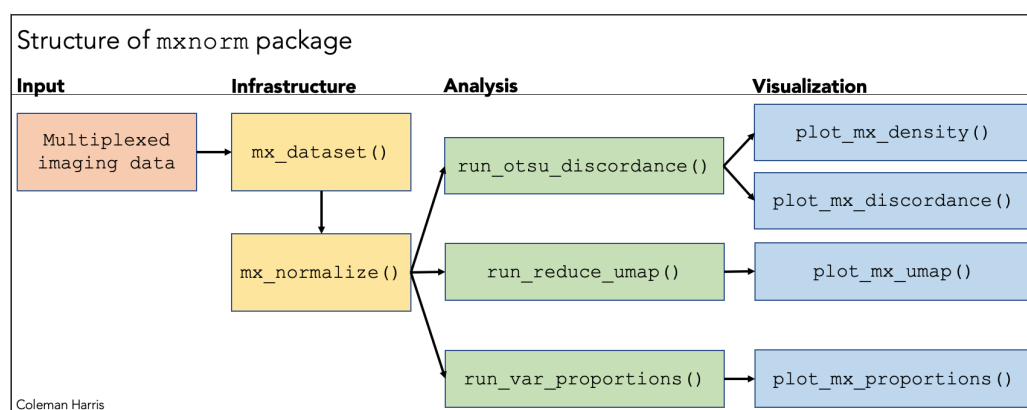 Structure of mxnorm package
Input Infrastructure Analysis Visualization
Multiplexed
imaging data
mx_dataset()
mx_normalize()
run_otsu_discordance()
run_reduce_umap()
run_var_proportions()
plot_mx_density()
plot_mx_discordance()
plot_mx_umap()
plot_mx_proportions()
Coleman Harris